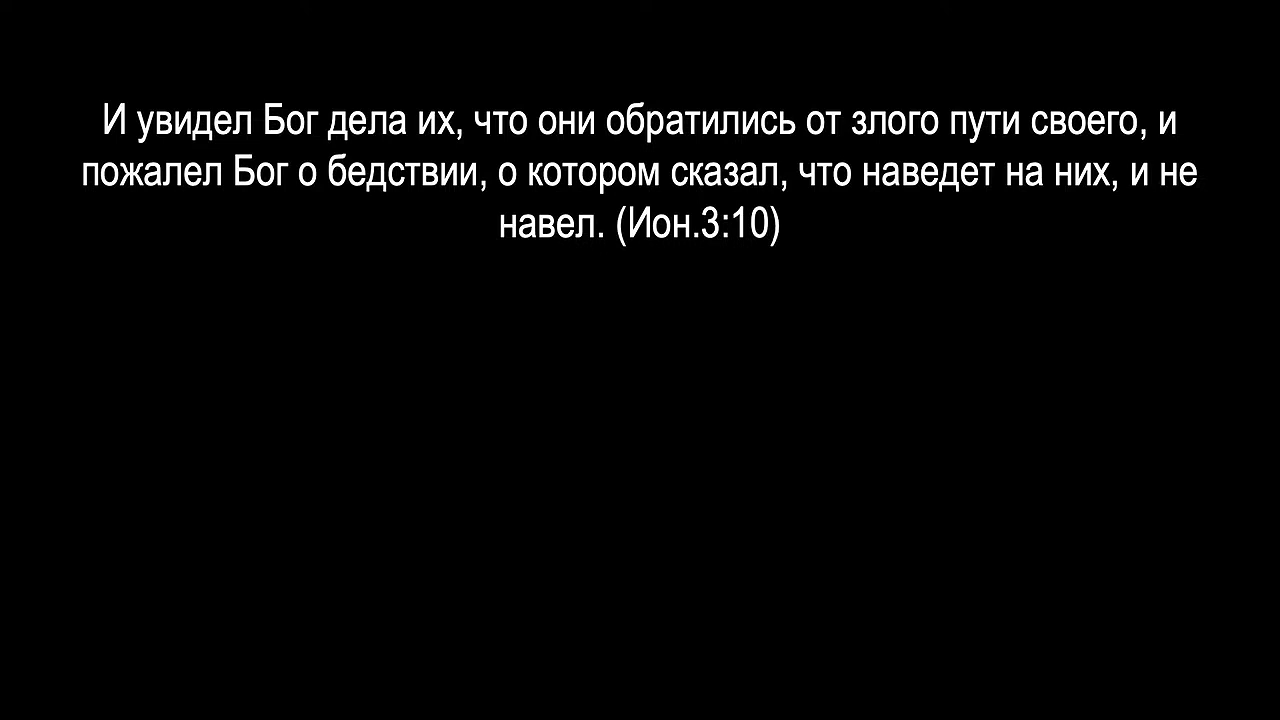 И увидел Бог дела их, что они обратились от злого пути своего, и
пожалел Бог о бедствии, о котором сказал, что наведет на них, и не
навел. (Ион.3:10)